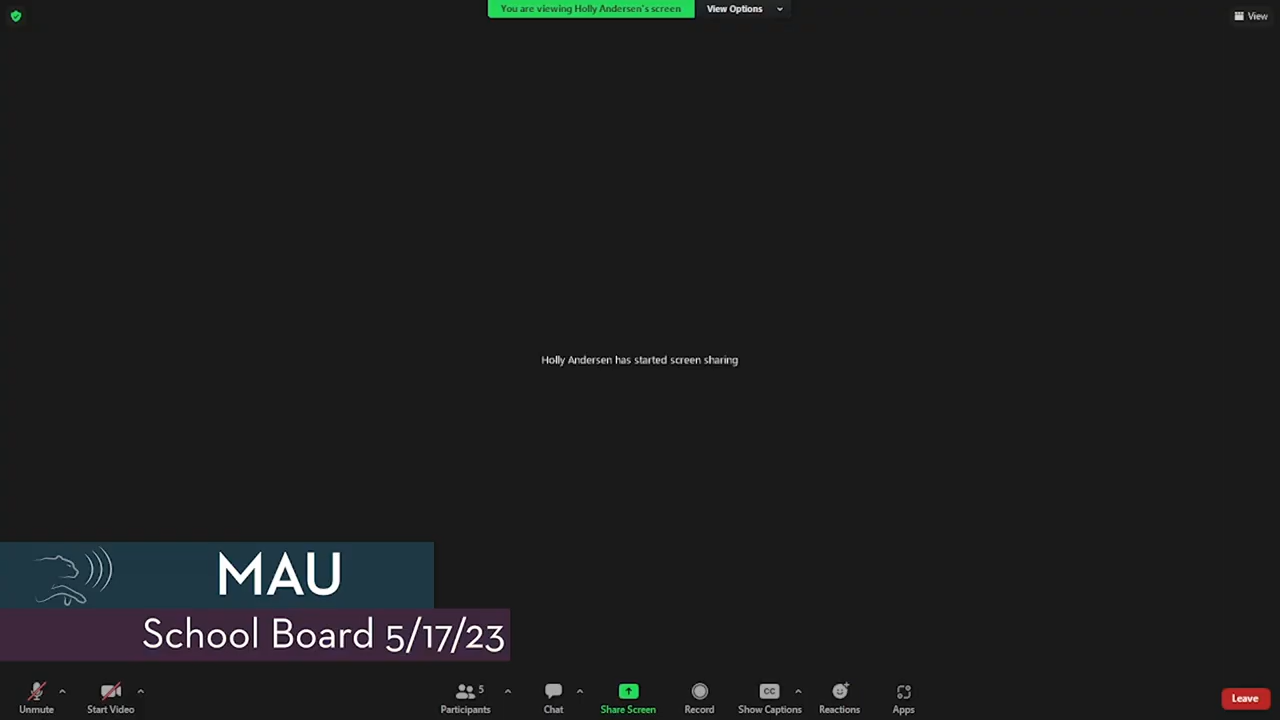 You are viewing Holly Andersen's screen
View Options
View
Holly Andersen has started screen sharing
MAU
School Board 5/17/23
Unmute
Start Video
5
Participants
Chat
Share Screen
Record
CC
Show Captions
Reactions
Apps
Leave